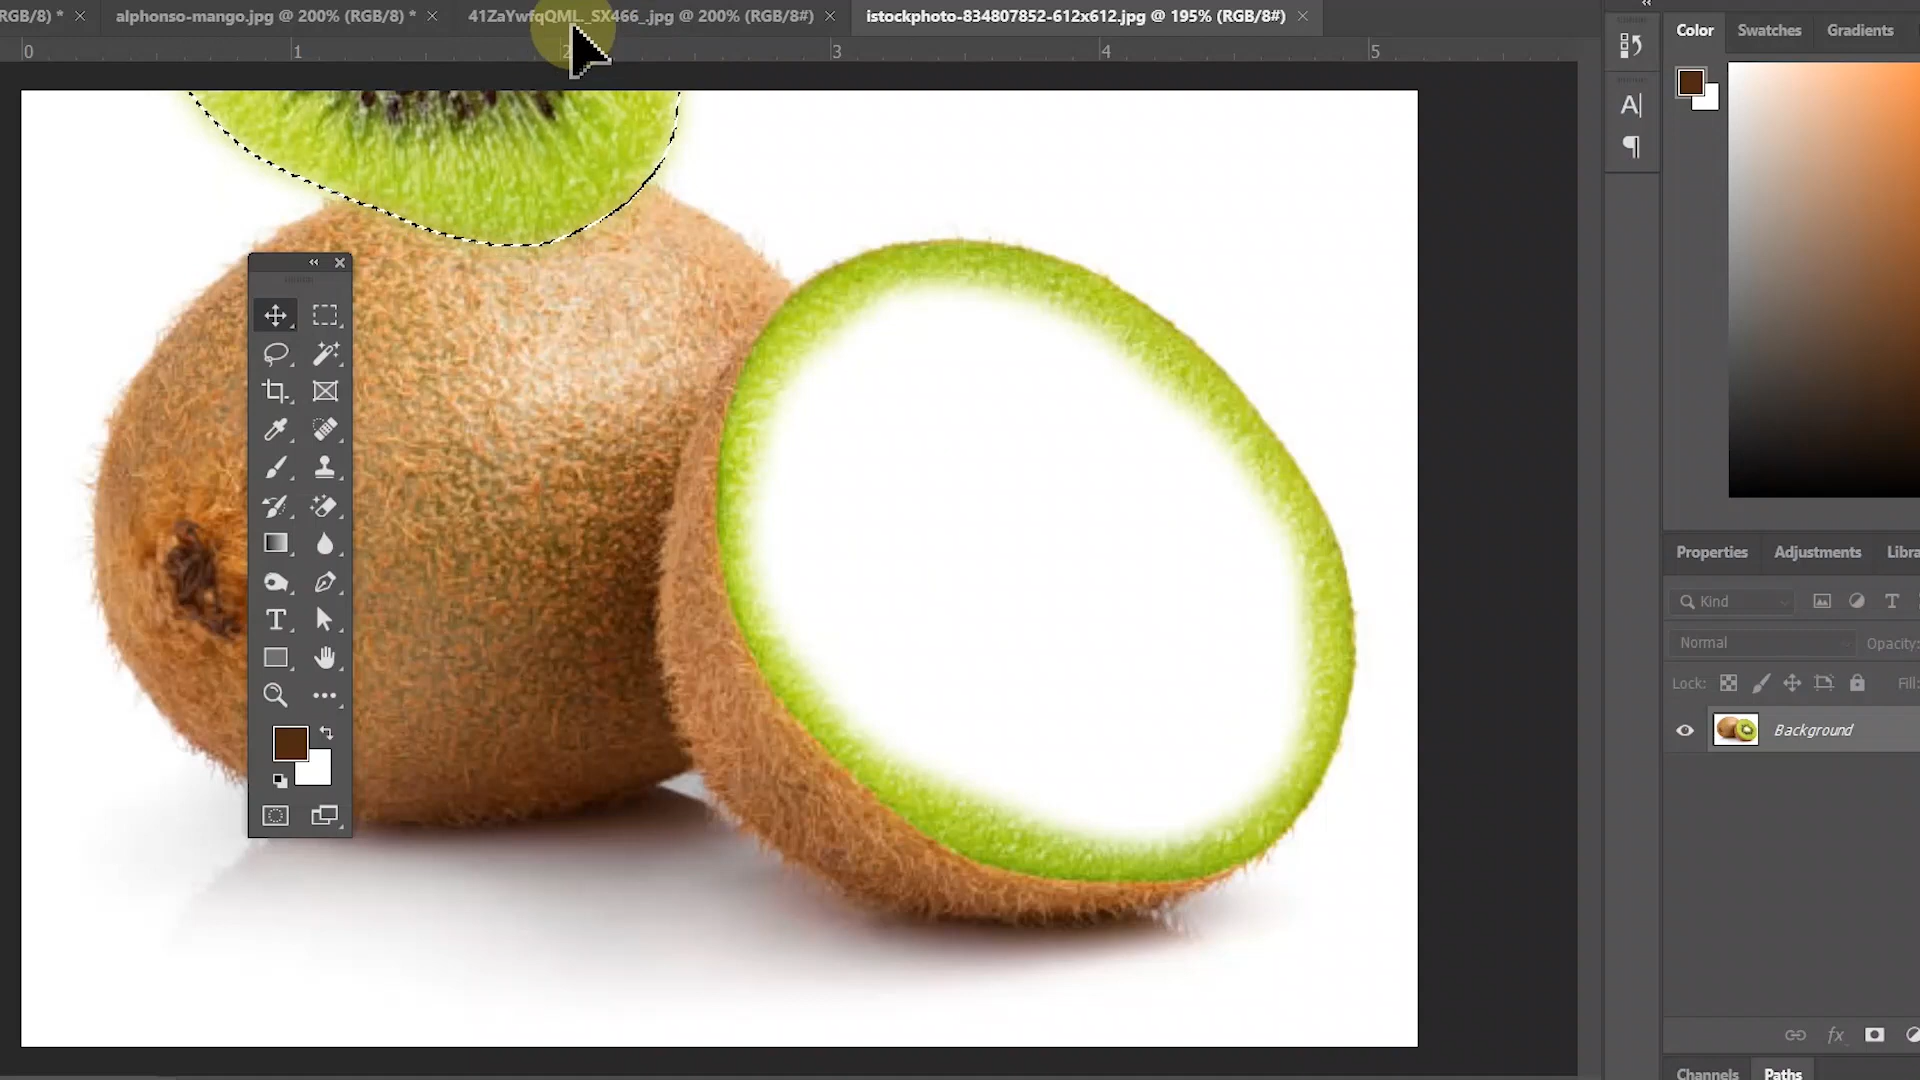 RGB/8) * × alphonso-mango.jpg @ 200% (RGB/8) * × 41ZaYwfqQML._SX466_.jpg @ 200% (RGB/8#) × istockphoto-834807852-612x612.jpg @ 195% (RGB/8#) ×
0 1 2 3 4 5
Color Swatches Gradients
Properties Adjustments Libra
Kind
Normal Opacity:
Lock: Fill:
Background
fx
Channels Paths